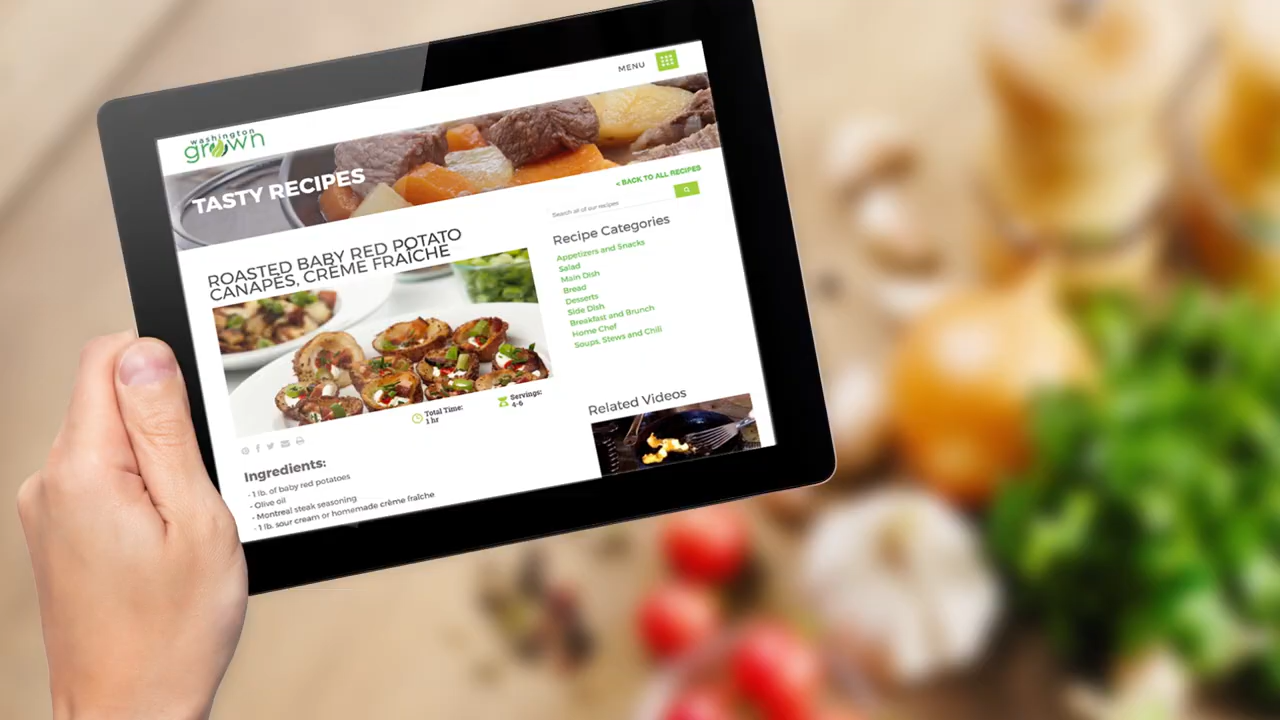 MENU
washington
grown
TASTY RECIPES
< BACK TO ALL RECIPES
Search all of our recipes
ROASTED BABY RED POTATO
CANAPES, CRÈME FRAÎCHE
Total Time:
1 hr
Servings:
4-6
Ingredients:
- 1 lb. of baby red potatoes
- Olive oil
- Montreal steak seasoning
- 1 lb. sour cream or homemade crème fraîche
Recipe Categories
Appetizers and Snacks
Salad
Main Dish
Bread
Desserts
Side Dish
Breakfast and Brunch
Home Chef
Soups, Stews and Chili
Related Videos